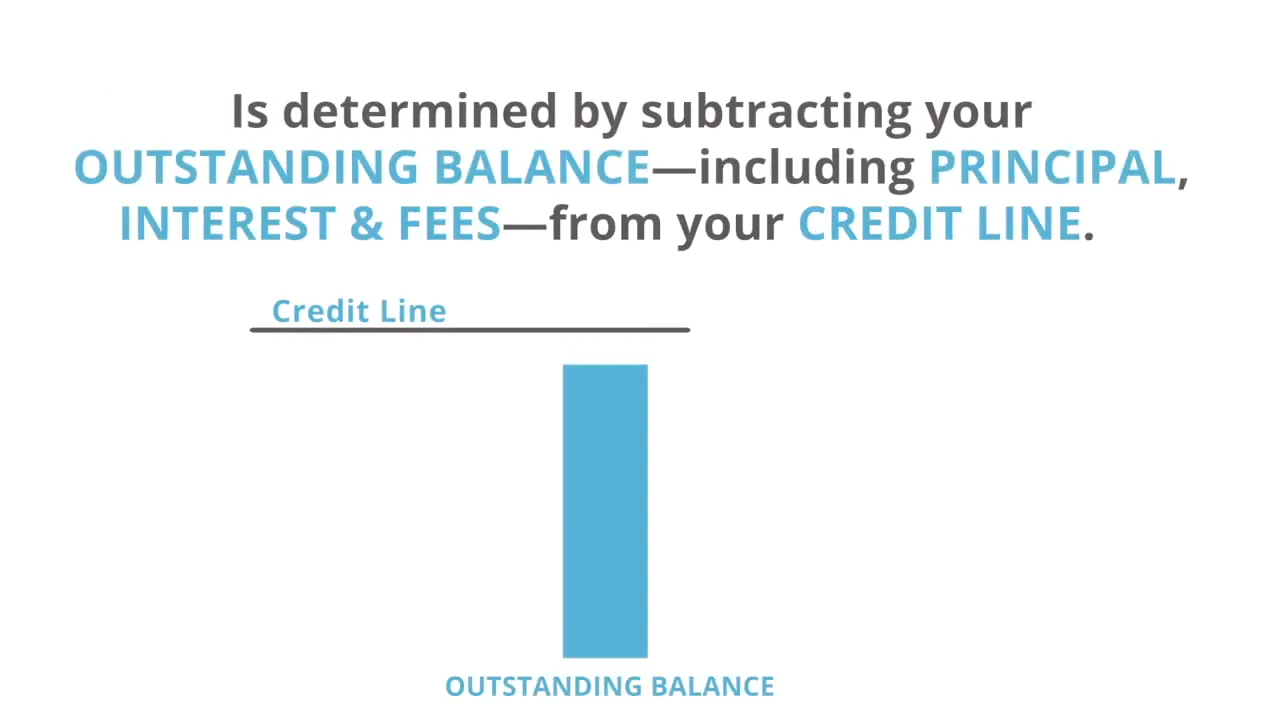 Is determined by subtracting your
OUTSTANDING BALANCE—including PRINCIPAL,
INTEREST & FEES—from your CREDIT LINE.
Credit Line
OUTSTANDING BALANCE